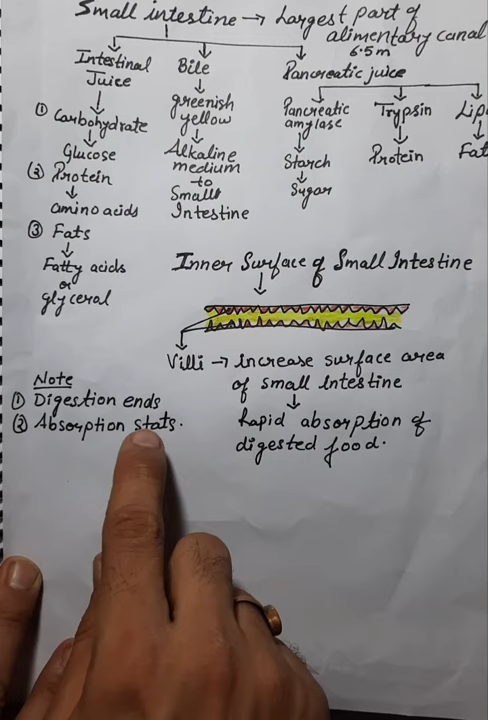 Small intestine → Largest part of
alimentary canal
6.5m
Intestinal Juice
① Carbohydrate
↓
Glucose
② Protein
↓
amino acids
③ Fats
↓
Fatty acids
or
glyceral
Bile
↓
greenish yellow
↓
Alkaline medium
to
Small Intestine
Pancreatic juice
Pancreatic amylase
↓
Starch
↓
Sugar
Trypsin
↓
Protein
Lip
↓
Fat
Inner Surface of Small Intestine
↓
Villi → increase surface area
of small intestine
↓
Rapid absorption of
digested food.
Note
① Digestion ends
② Absorption stats.